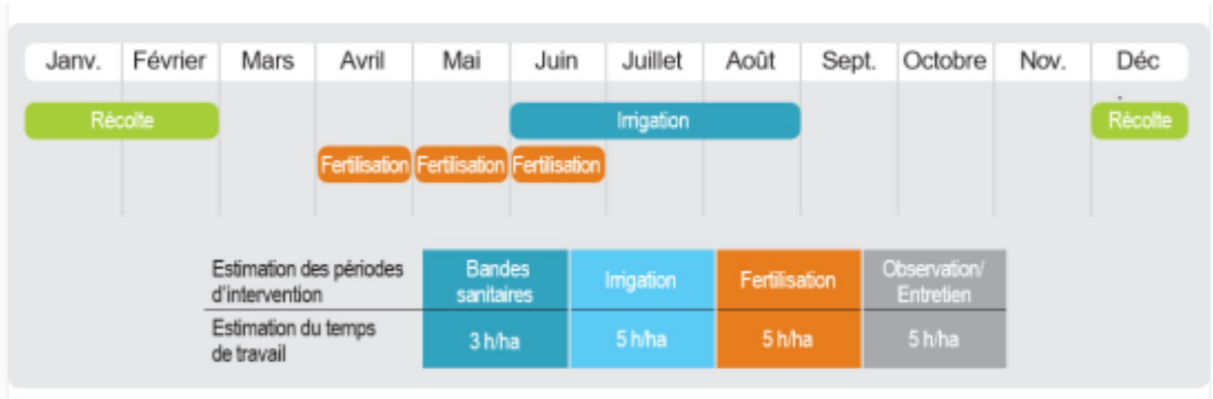 Janv. Février Mars Avril Mai Juin Juillet Août Sept. Octobre Nov. Déc
.
Récolte Irrigation Récolte
Fertilisation Fertilisation Fertilisation
Estimation des périodes
d'intervention
Bandes
sanitaires
Irrigation
Fertilisation
Observation/
Entretien
Estimation du temps
de travail
3 h/ha
5 h/ha
5 h/ha
5 h/ha